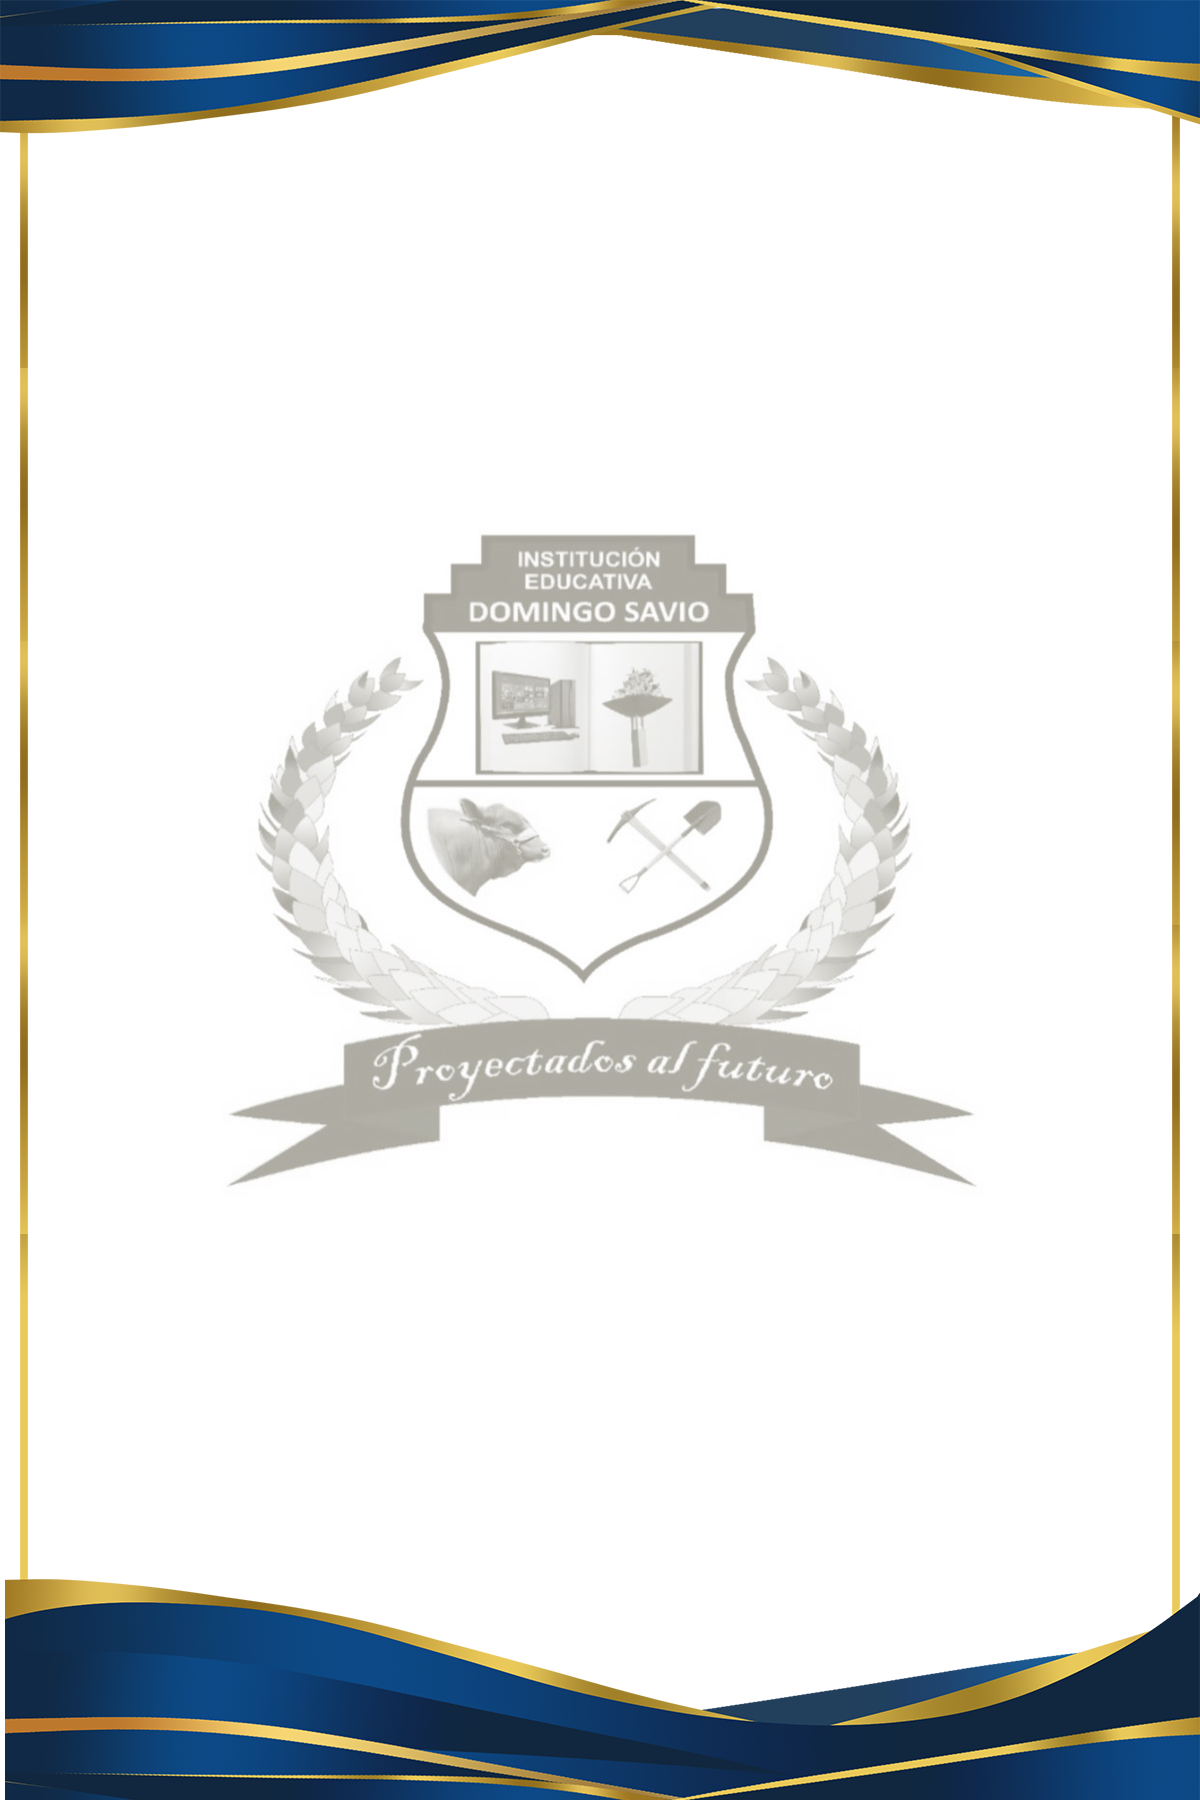 INSTITUCIÓN
EDUCATIVA
DOMINGO SAVIO
Proyectados al futuro